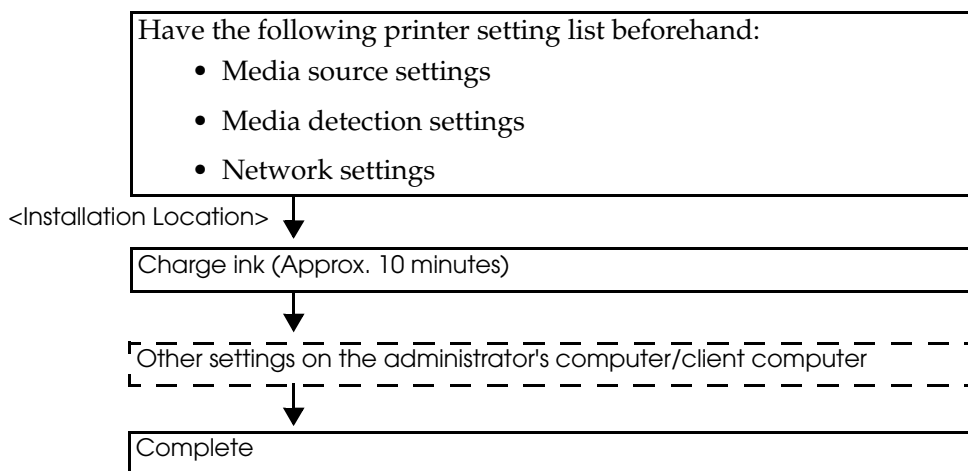 Have the following printer setting list beforehand:
• Media source settings
• Media detection settings
• Network settings
<Installation Location>
Charge ink (Approx. 10 minutes)
Other settings on the administrator's computer/client computer
Complete